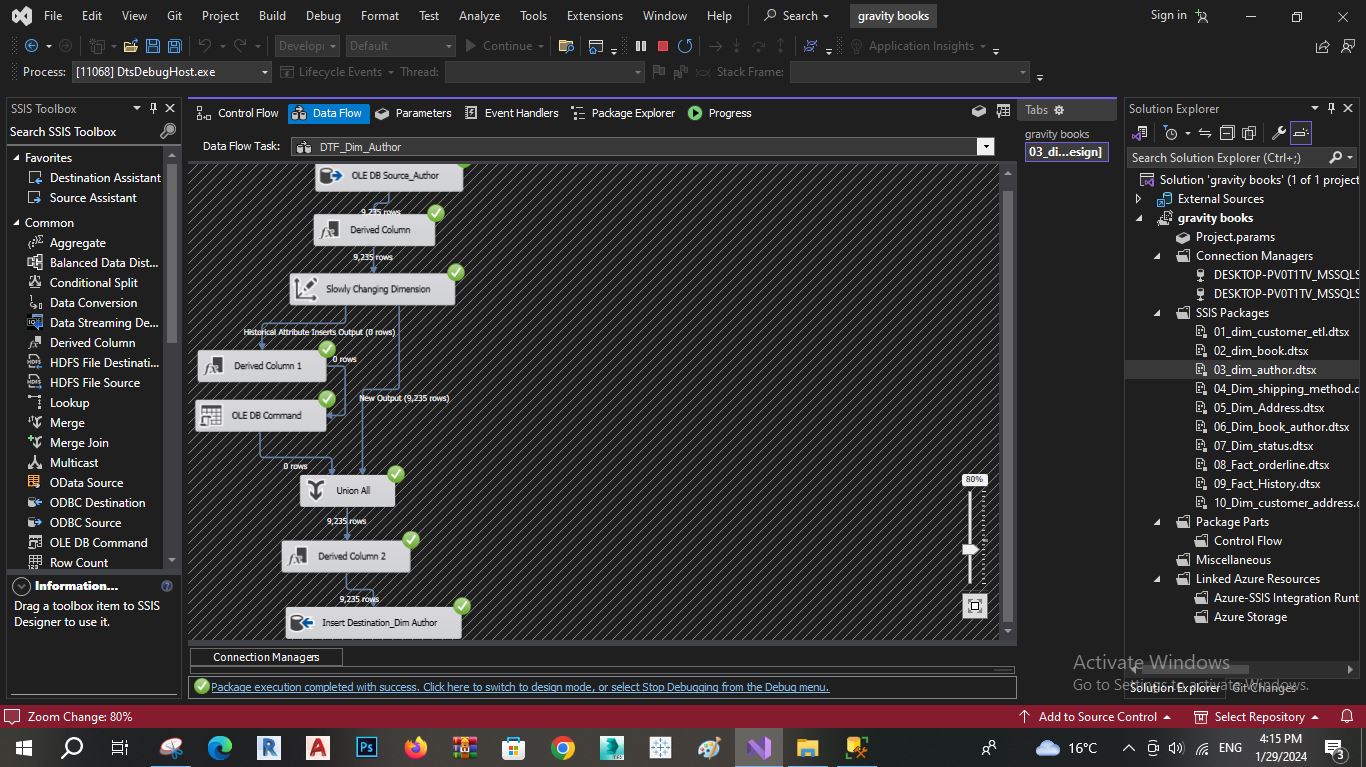 File Edit View Git Project Build Debug Format Test Analyze Tools Extensions Window Help Search gravity books Sign in
Develop Default Continue Application Insights
Process: [11068] DtsDebugHost.exe Lifecycle Events Thread: Stack Frame:
SSIS Toolbox
Search SSIS Toolbox
Favorites
Destination Assistant
Source Assistant
Common
Aggregate
Balanced Data Dist...
Conditional Split
Data Conversion
Data Streaming De...
Derived Column
HDFS File Destinati...
HDFS File Source
Lookup
Merge
Merge Join
Multicast
OData Source
ODBC Destination
ODBC Source
OLE DB Command
Row Count
Information...
Drag a toolbox item to SSIS
Designer to use it.
Control Flow Data Flow Parameters Event Handlers Package Explorer Progress
Data Flow Task: DTF_Dim_Author
OLE DB Source_Author
9,235 rows
Derived Column
9,235 rows
Slowly Changing Dimension
Historical Attribute Inserts Output (0 rows)
Derived Column 1
0 rows
New Output (9,235 rows)
OLE DB Command
0 rows
Union All
9,235 rows
Derived Column 2
9,235 rows
Insert Destination_Dim Author
80%
Connection Managers
Package execution completed with success. Click here to switch to design mode, or select Stop Debugging from the Debug menu.
Tabs
gravity books
03_di...esign]
Solution Explorer
Search Solution Explorer (Ctrl+;)
Solution 'gravity books' (1 of 1 project
External Sources
gravity books
Project.params
Connection Managers
DESKTOP-PV0T1TV_MSSQLS
DESKTOP-PV0T1TV_MSSQLS
SSIS Packages
01_dim_customer_etl.dtsx
02_dim_book.dtsx
03_dim_author.dtsx
04_Dim_shipping_method.d
05_Dim_Address.dtsx
06_Dim_book_author.dtsx
07_Dim_status.dtsx
08_Fact_orderline.dtsx
09_Fact_History.dtsx
10_Dim_customer_address.d
Package Parts
Control Flow
Miscellaneous
Linked Azure Resources
Azure-SSIS Integration Runt
Azure Storage
Activate Windows
Go to Settings to activate Windows.
Solution Explorer Git Changes
Zoom Change: 80% Add to Source Control Select Repository
R A Ps 16°C ENG
4:15 PM
1/29/2024
3